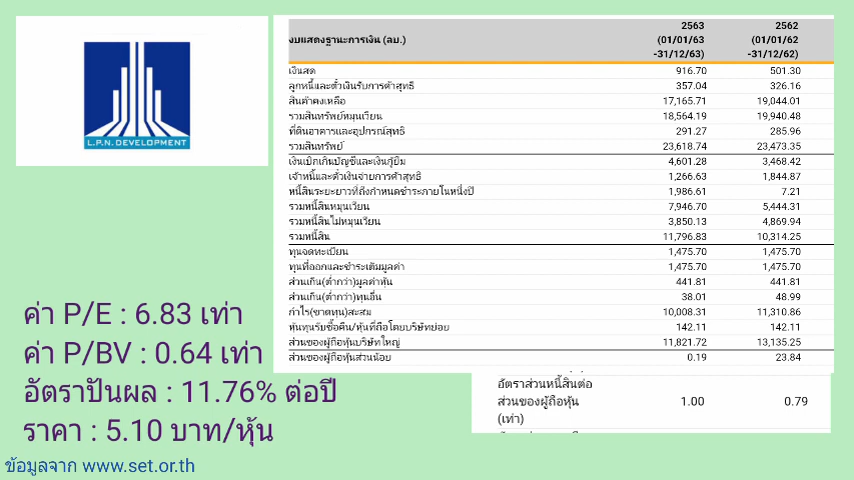 L.P.N. DEVELOPMENT
งบแสดงฐานะการเงิน (ลบ.) 2563 (01/01/63 -31/12/63) 2562 (01/01/62 -31/12/62)
เงินสด 916.70 501.30
ลูกหนี้และตั๋วเงินรับการค้าสุทธิ 357.04 326.16
สินค้าคงเหลือ 17,165.71 19,044.01
รวมสินทรัพย์หมุนเวียน 18,564.19 19,940.48
ที่ดินอาคารและอุปกรณ์สุทธิ 291.27 285.96
รวมสินทรัพย์ 23,618.74 23,473.35
เงินเบิกเกินบัญชีและเงินกู้ยืม 4,601.28 3,468.42
เจ้าหนี้และตั๋วเงินจ่ายการค้าสุทธิ 1,266.63 1,844.87
หนี้สินระยะยาวที่ถึงกำหนดชำระภายในหนึ่งปี 1,986.61 7.21
รวมหนี้สินหมุนเวียน 7,946.70 5,444.31
รวมหนี้สินไม่หมุนเวียน 3,850.13 4,869.94
รวมหนี้สิน 11,796.83 10,314.25
ทุนจดทะเบียน 1,475.70 1,475.70
ทุนที่ออกและชำระเต็มมูลค่า 1,475.70 1,475.70
ส่วนเกิน(ต่ำกว่า)มูลค่าหุ้น 441.81 441.81
ส่วนเกิน(ต่ำกว่า)ทุนอื่น 38.01 48.99
กำไร(ขาดทุน)สะสม 10,008.31 11,310.86
หุ้นทุนรับซื้อคืน/หุ้นที่ถือโดยบริษัทย่อย 142.11 142.11
ส่วนของผู้ถือหุ้นบริษัทใหญ่ 11,821.72 13,135.25
ส่วนของผู้ถือหุ้นส่วนน้อย 0.19 23.84
อัตราส่วนหนี้สินต่อ
ส่วนของผู้ถือหุ้น 1.00 0.79
(เท่า)
ค่า P/E : 6.83 เท่า
ค่า P/BV : 0.64 เท่า
อัตราปันผล : 11.76% ต่อปี
ราคา : 5.10 บาท/หุ้น
ข้อมูลจาก www.set.or.th